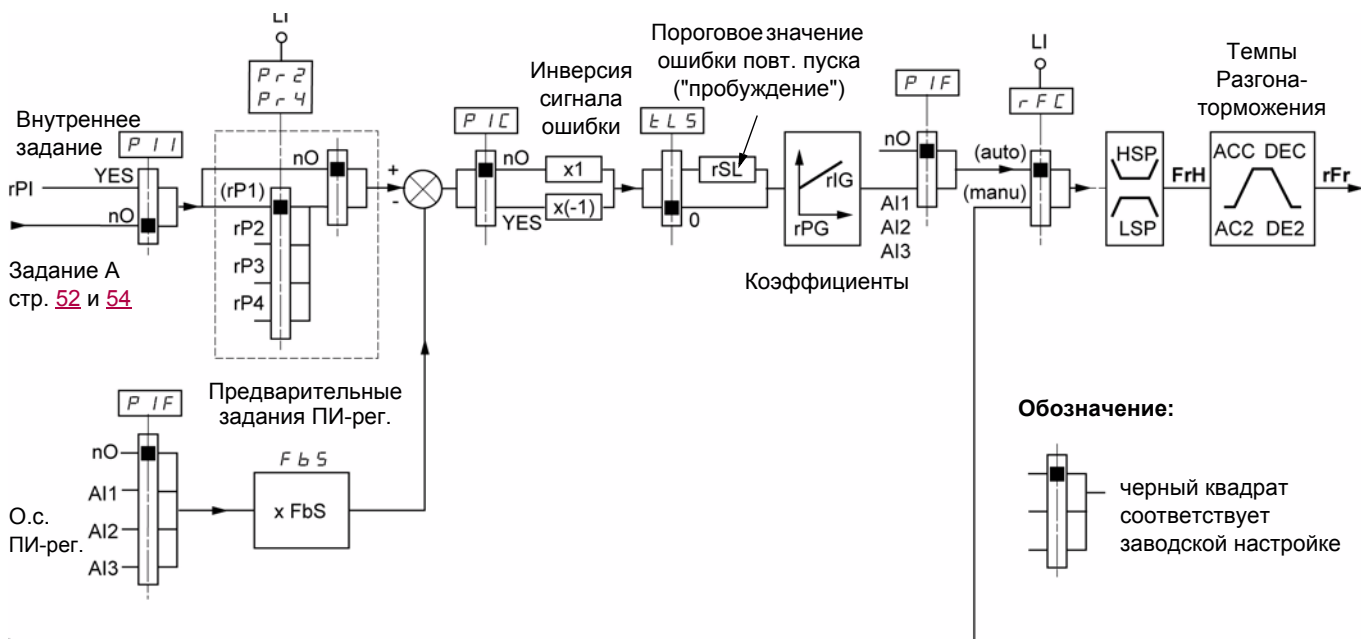 LI
Pr2
Pr4
Внутреннее
задание
PII
YES
rPI
nO
Задание A
стр. 52 и 54
nO
(rP1)
rP2
rP3
rP4
Предварительные
задания ПИ-рег.
+
-
PIC
Инверсия
сигнала
ошибки
nO
x1
YES
x(-1)
tLS
Пороговое значение
ошибки повт. пуска
("пробуждение")
rSL
0
rIG
rPG
Коэффициенты
PIF
nO
AI1
AI2
AI3
LI
rFC
(auto)
(manu)
HSP
LSP
FrH
Темпы
Разгона-
торможения
ACC DEC
AC2 DE2
rFr
PIF
nO
AI1
О.с.
AI2
ПИ-рег.
AI3
FbS
x FbS
Обозначение:
черный квадрат
соответствует
заводской настройке